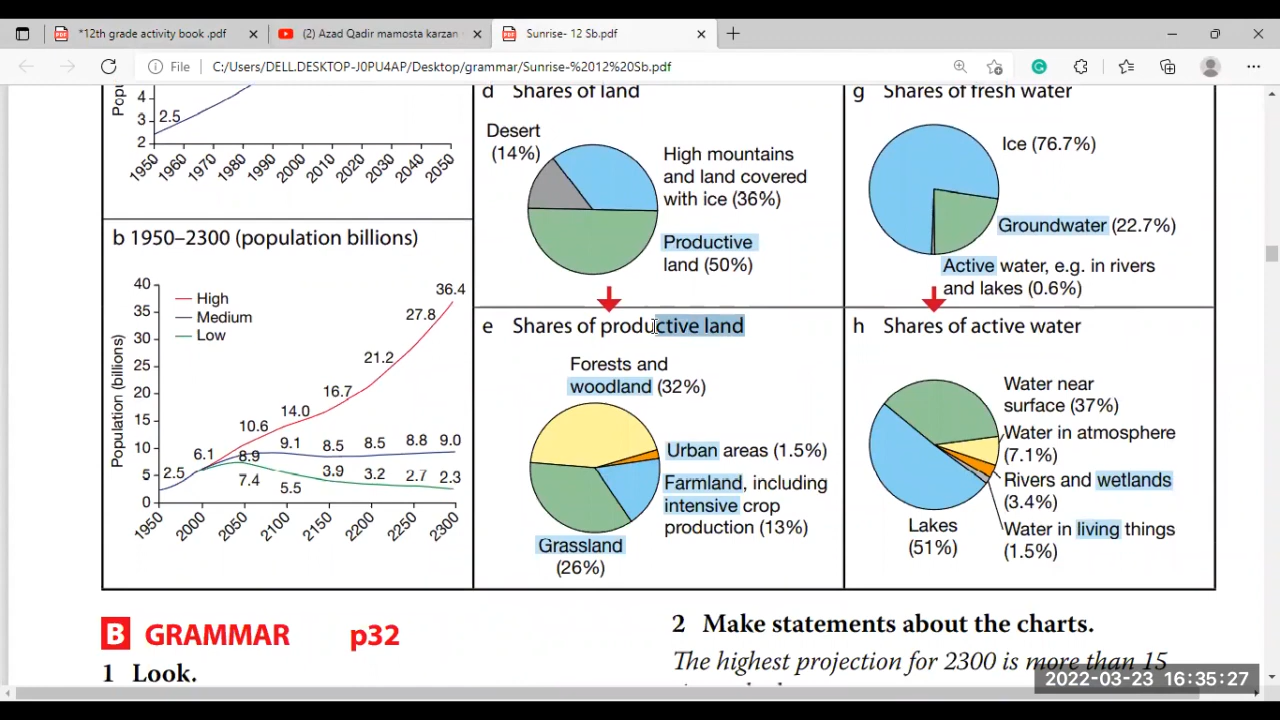 *12th grade activity book .pdf
(2) Azad Qadir mamosta karzan
Sunrise- 12 Sb.pdf
File
C:/Users/DELL.DESKTOP-J0PU4AP/Desktop/grammar/Sunrise-%2012%20Sb.pdf
4
3
2
2.5
1950 1960 1970 1980 1990 2000 2010 2020 2030 2040 2050
b 1950–2300 (population billions)
Population (billions)
40
35
30
25
20
15
10
5
0
High
Medium
Low
36.4
27.8
21.2
16.7
14.0
10.6
6.1
2.5
8.9
9.1
8.5
8.5
8.8
9.0
7.4
5.5
3.9
3.2
2.7
2.3
1950 2000 2050 2100 2150 2200 2250 2300
d Shares of land
Desert
(14%)
High mountains
and land covered
with ice (36%)
Productive
land (50%)
e Shares of productive land
Forests and
woodland (32%)
Urban areas (1.5%)
Farmland, including
intensive crop
production (13%)
Grassland
(26%)
g Shares of fresh water
Ice (76.7%)
Groundwater (22.7%)
Active water, e.g. in rivers
and lakes (0.6%)
h Shares of active water
Water near
surface (37%)
Water in atmosphere
(7.1%)
Rivers and wetlands
(3.4%)
Water in living things
(1.5%)
Lakes
(51%)
B GRAMMAR p32
1 Look.
2 Make statements about the charts.
The highest projection for 2300 is more than 15
2022-03-23 16:35:27